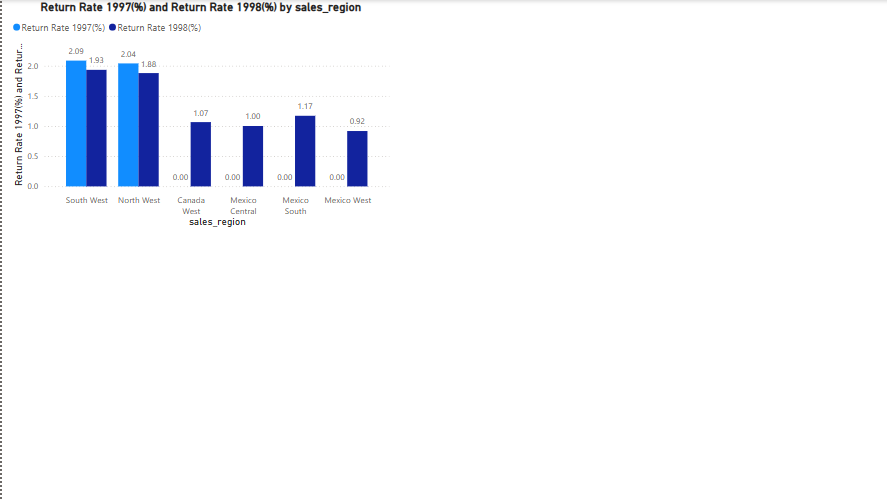 Return Rate 1997(%) and Return Rate 1998(%) by sales_region
Return Rate 1997(%) Return Rate 1998(%)
Return Rate 1997(%) and Retur...
2.0
1.5
1.0
0.5
0.0
2.09
1.93
2.04
1.88
0.00
1.07
0.00
1.00
0.00
1.17
0.00
0.92
South West
North West
Canada
West
Mexico
Central
Mexico
South
Mexico West
sales_region